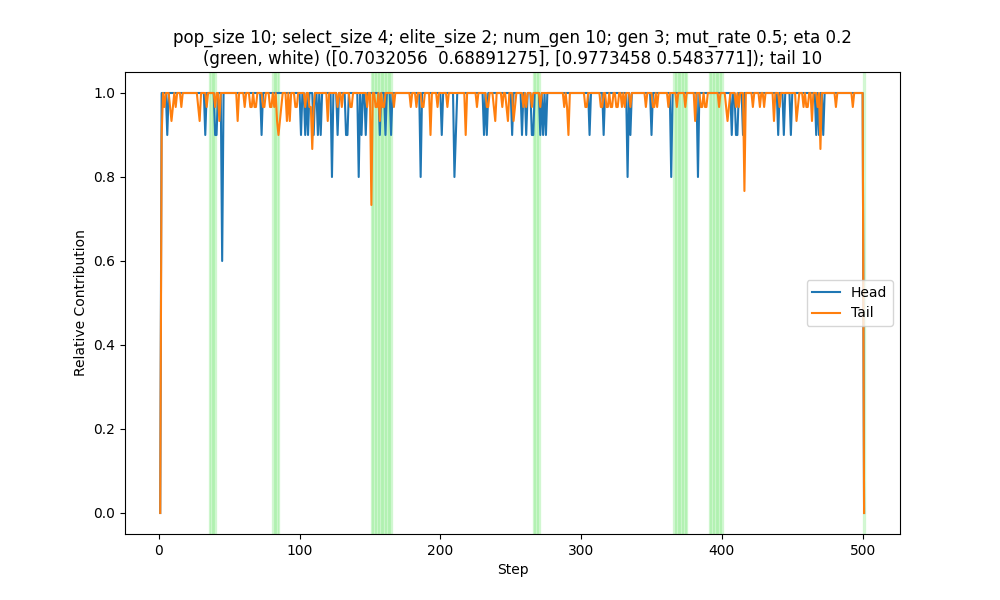 pop_size 10; select_size 4; elite_size 2; num_gen 10; gen 3; mut_rate 0.5; eta 0.2
(green, white) ([0.7032056  0.68891275], [0.9773458 0.5483771]); tail 10
1.0
0.8
0.6
0.4
0.2
0.0
Relative Contribution
Head
Tail
0
100
200
300
400
500
Step